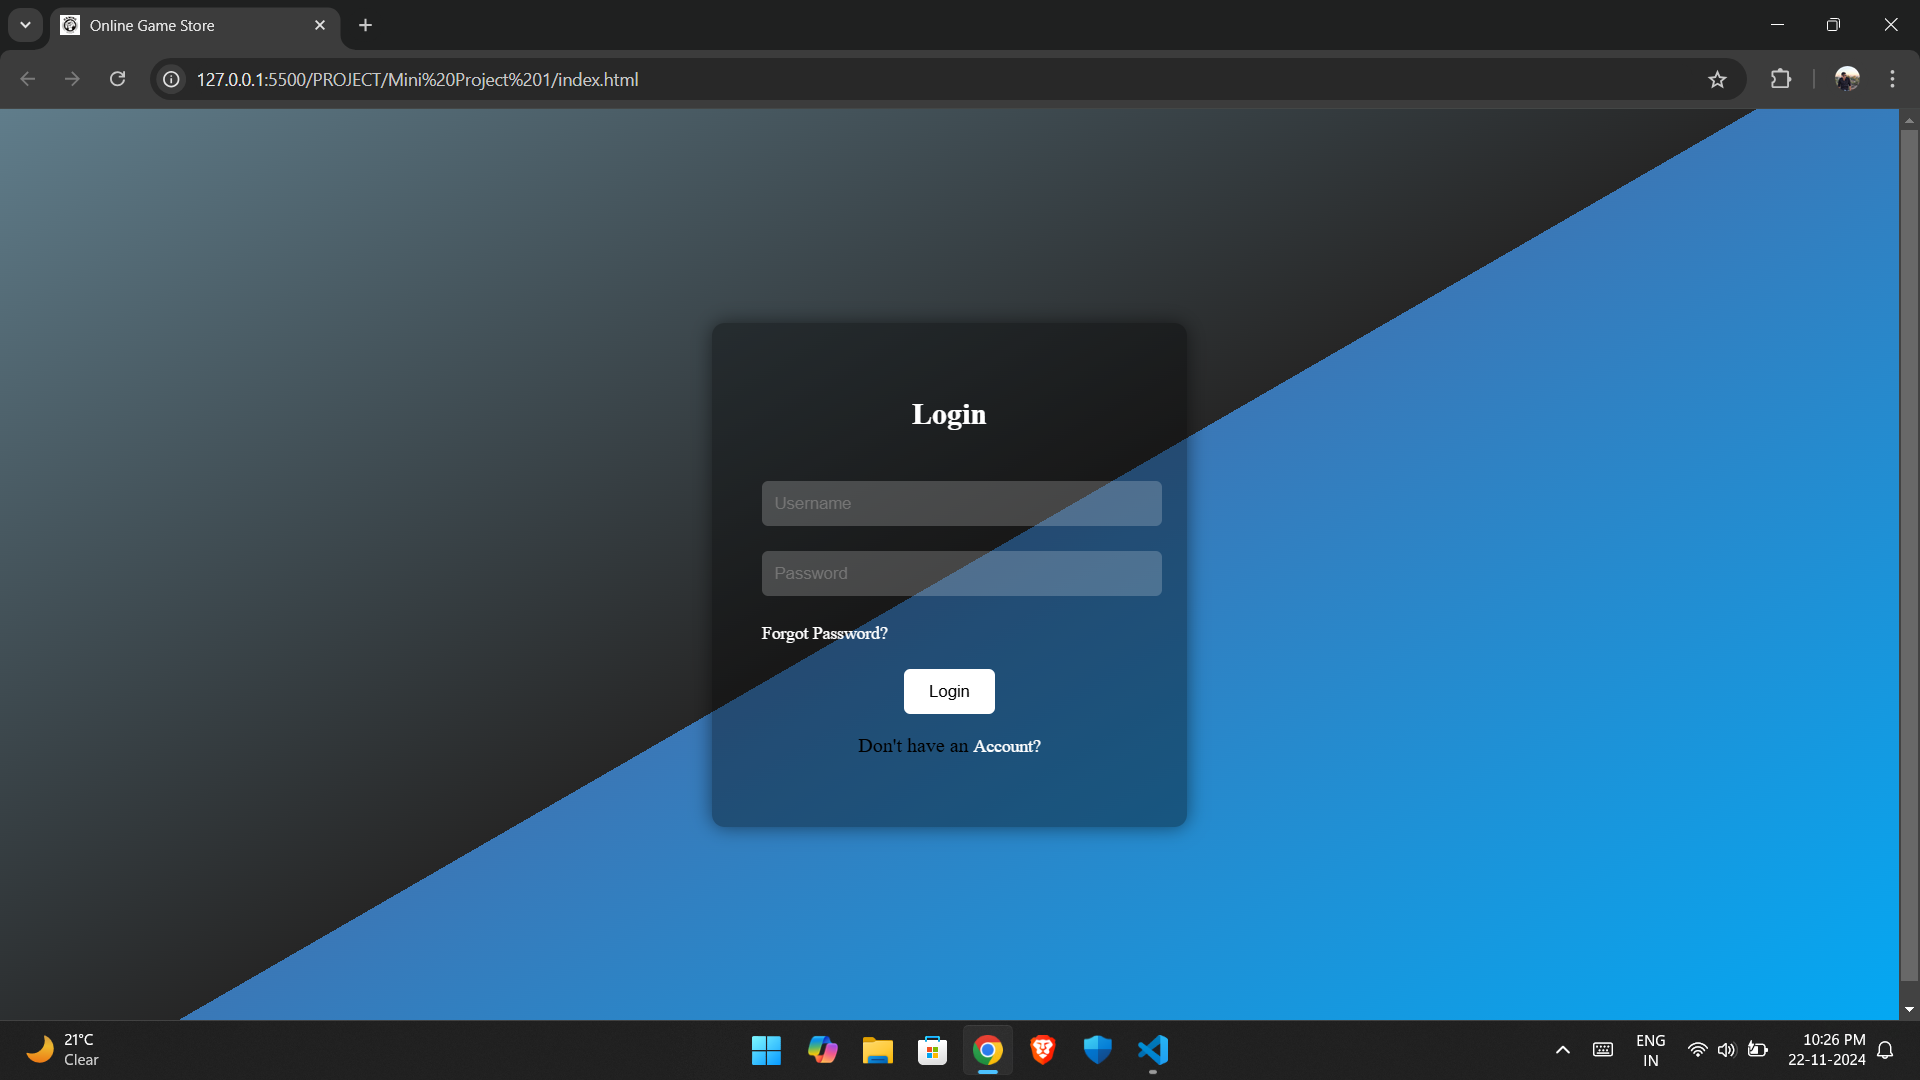 Online Game Store
127.0.0.1:5500/PROJECT/Mini%20Project%201/index.html
Login
Username
Password
Forgot Password?
Login
Don't have an Account?
21°C
Clear
ENG
IN
10:26 PM
22-11-2024